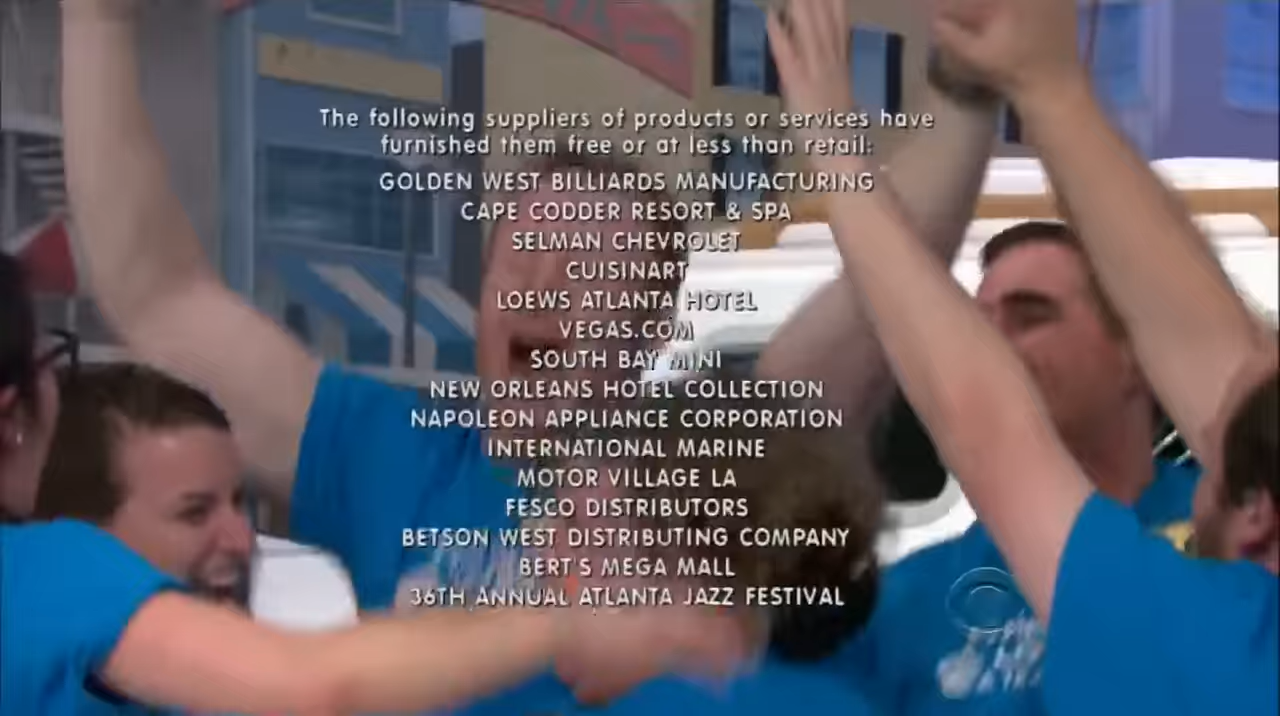 The following suppliers of products or services have
furnished them free or at less than retail:
GOLDEN WEST BILLIARDS MANUFACTURING
CAPE CODDER RESORT & SPA
SELMAN CHEVROLET
CUISINART
LOEWS ATLANTA HOTEL
VEGAS.COM
SOUTH BAY MINI
NEW ORLEANS HOTEL COLLECTION
NAPOLEON APPLIANCE CORPORATION
INTERNATIONAL MARINE
MOTOR VILLAGE LA
FESCO DISTRIBUTORS
BETSON WEST DISTRIBUTING COMPANY
BERT'S MEGA MALL
36TH ANNUAL ATLANTA JAZZ FESTIVAL